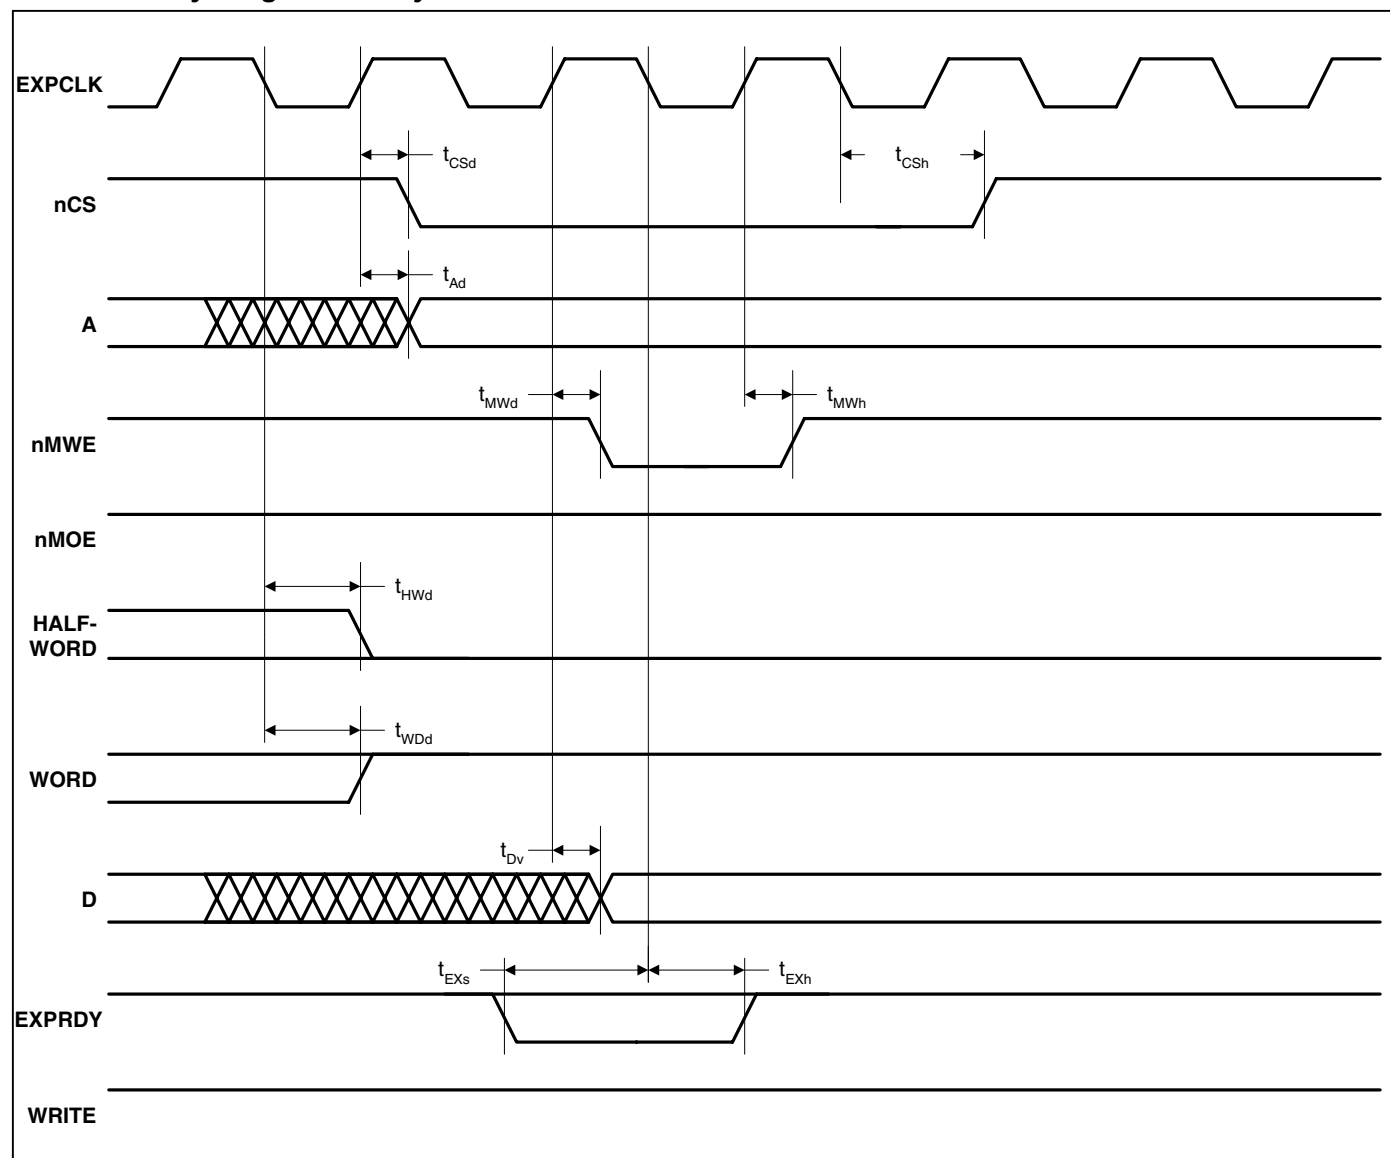 EXPCLK
tCSd
tCSh
nCS
tAd
A
tMWd
tMWh
nMWE
nMOE
tHWd
HALF-
WORD
tWDd
WORD
tDv
D
tEXs
tEXh
EXPRDY
WRITE